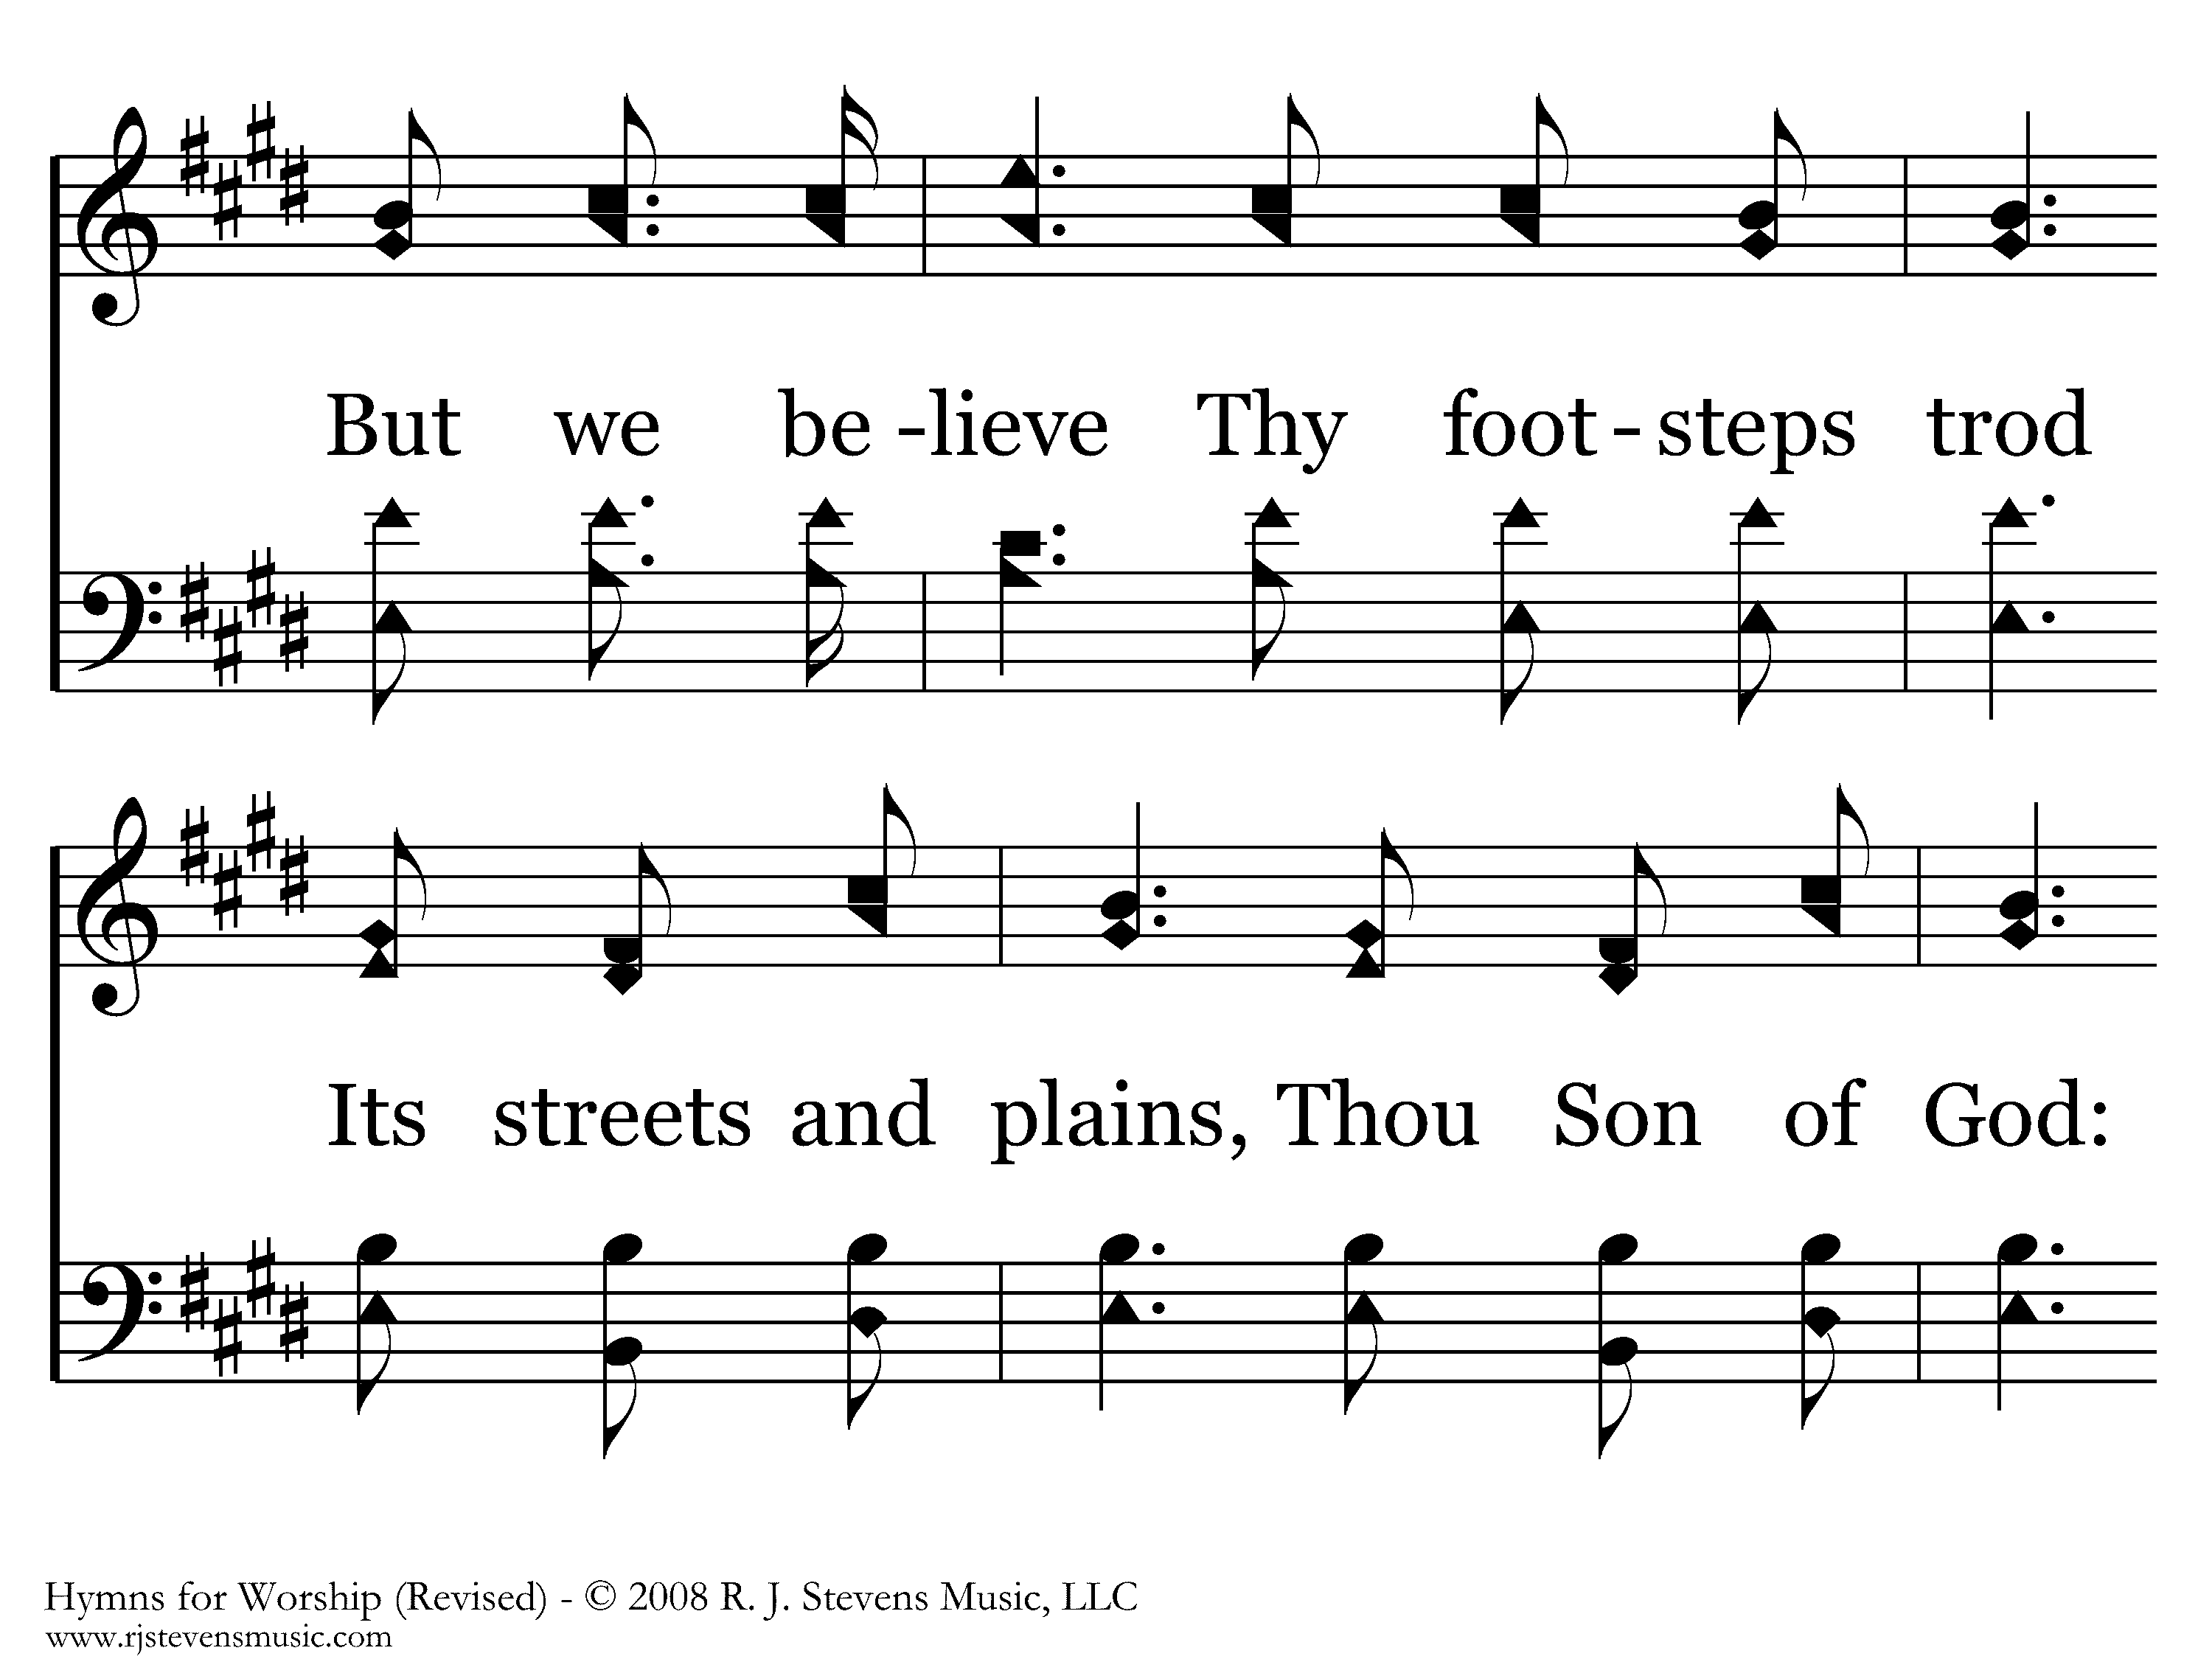 But we be -lieve Thy foot - steps trod
Its streets and plains, Thou Son of God:
Hymns for Worship (Revised) - © 2008 R. J. Stevens Music, LLC
www.rjstevensmusic.com